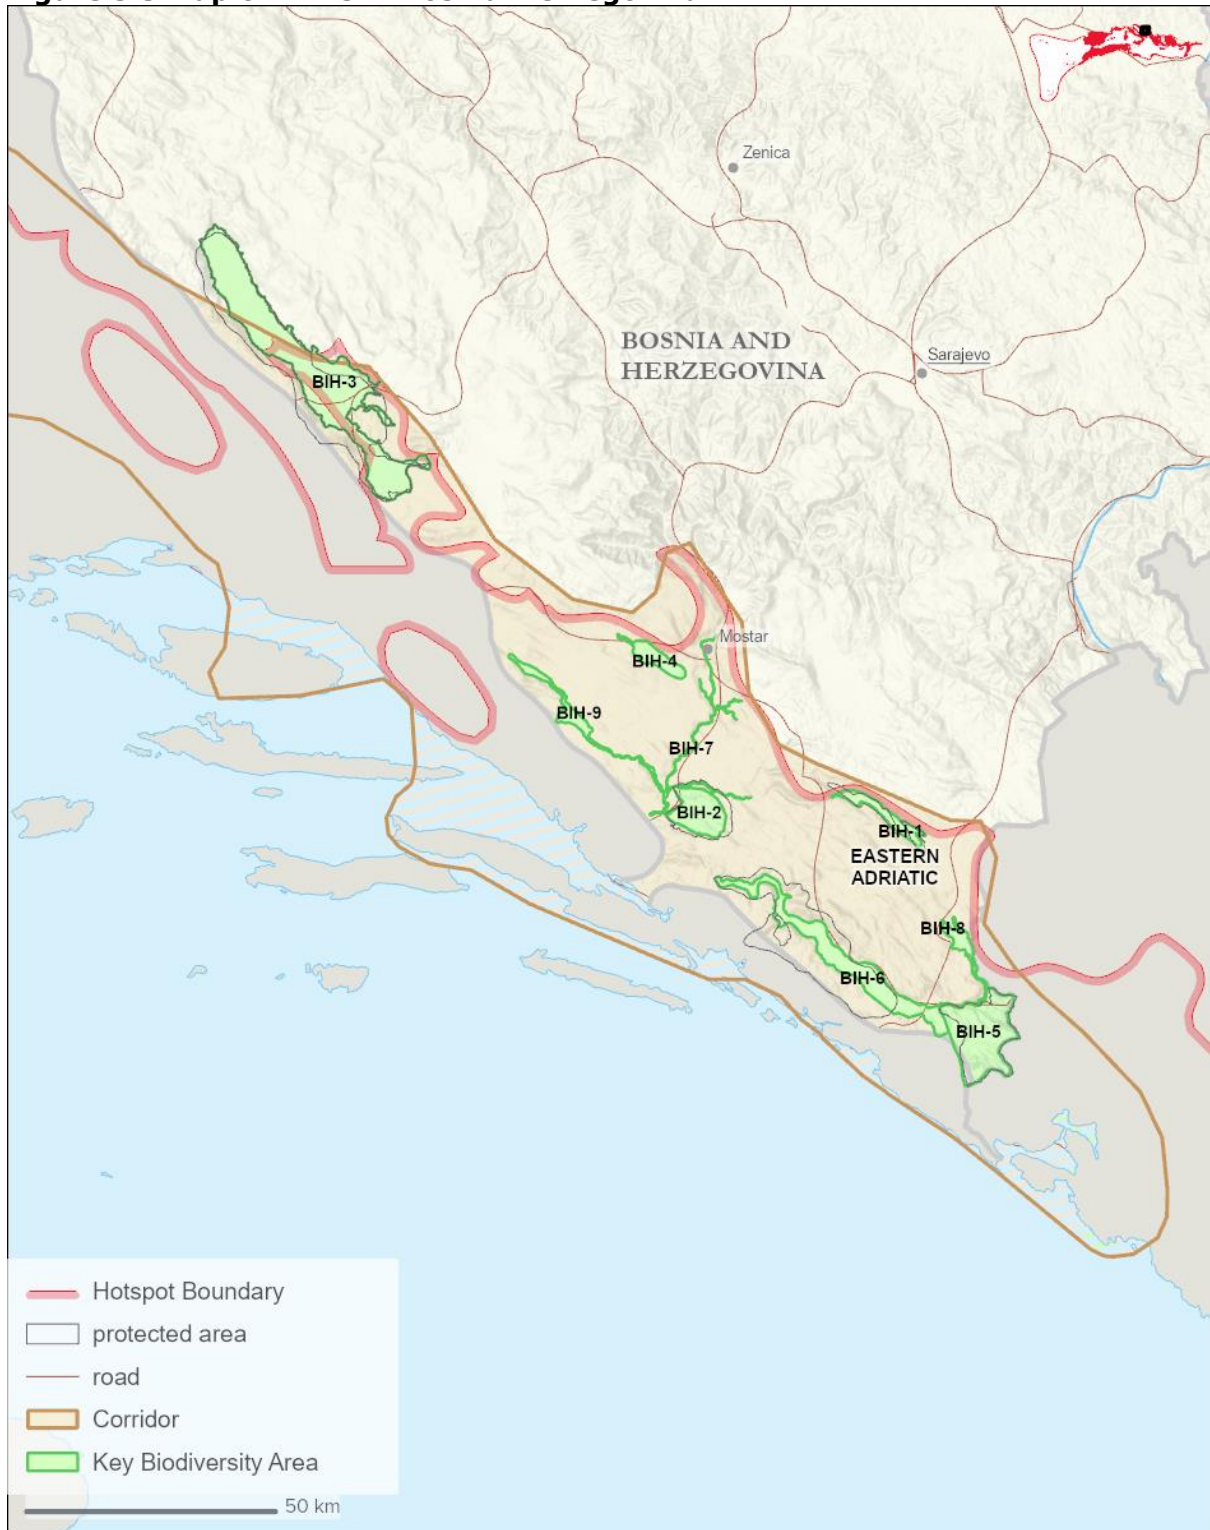 Zenica
BOSNIA AND
HERZEGOVINA
Sarajevo
BIH-3
Mostar
BIH-4
BIH-9
BIH-7
BIH-2
BIH-1
EASTERN
ADRIATIC
BIH-8
BIH-6
BIH-5
Hotspot Boundary
protected area
road
Corridor
Key Biodiversity Area
50 km